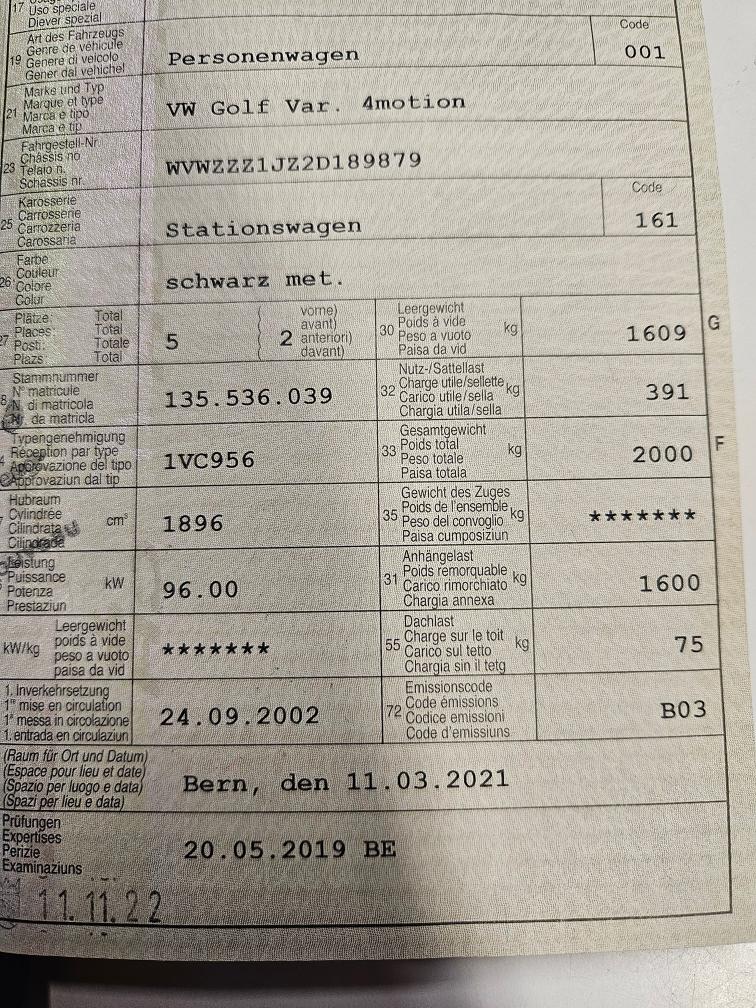 17 Uso speciale
Diever spezial
Art des Fahrzeugs
Genre de véhicule
19 Genere di veicolo
Gener dal vehichel
Personenwagen
Code
001
Marke und Typ
Marque et type
21 Marca e tipo
Marca e tip
VW Golf Var. 4motion
Fahrgestell-Nr.
Châssis no
23 Telaio n.
Schassis nr.
WVWZZZ1JZ2D189879
Karosserie
25 Carrosserie
Carrozzeria
Carossaria
Stationswagen
Code
161
Farbe
26 Couleur
Colore
Colur
schwarz met.
Plätze: Total
27 Places: Total
Posti: Totale
Plazs: Total
5
2
vorne)
avant)
anteriori)
davant)
Leergewicht
30 Poids à vide kg
Peso a vuoto
Paisa da vid
1609 G
Stammnummer
N° matricule
N. di matricola
Nr. da matricla
135.536.039
Nutz-/Sattellast
32 Charge utile/sellette kg
Carico utile/sella
Chargia utila/sella
391
Typengenehmigung
Réception par type
Approvazione del tipo
Approvaziun dal tip
1VC956
Gesamtgewicht
33 Poids total kg
Peso totale
Paisa totala
2000 F
Hubraum
Cylindrée cm³
Cilindrata
Cilindrada
1896
Gewicht des Zuges
35 Poids de l'ensemble kg
Peso del convoglio
Paisa cumposiziun
*******
Leistung
Puissance kW
Potenza
Prestaziun
96.00
Anhängelast
31 Poids remorquable kg
Carico rimorchiato
Chargia annexa
1600
Leergewicht
kW/kg poids à vide
peso a vuoto
paisa da vid
*******
Dachlast
55 Charge sur le toit kg
Carico sul tetto
Chargia sin il tetg
75
1. Inverkehrsetzung
1re mise en circulation
1a messa in circolazione
1. entrada en circulaziun
24.09.2002
Emissionscode
72 Code émissions
Codice emissioni
Code d'emissiuns
B03
(Raum für Ort und Datum)
(Espace pour lieu et date)
(Spazio per luogo e data)
(Spazi per lieu e data)
Bern, den 11.03.2021
Prüfungen
Expertises
Perizie
Examinaziuns
20.05.2019 BE
11.11.22